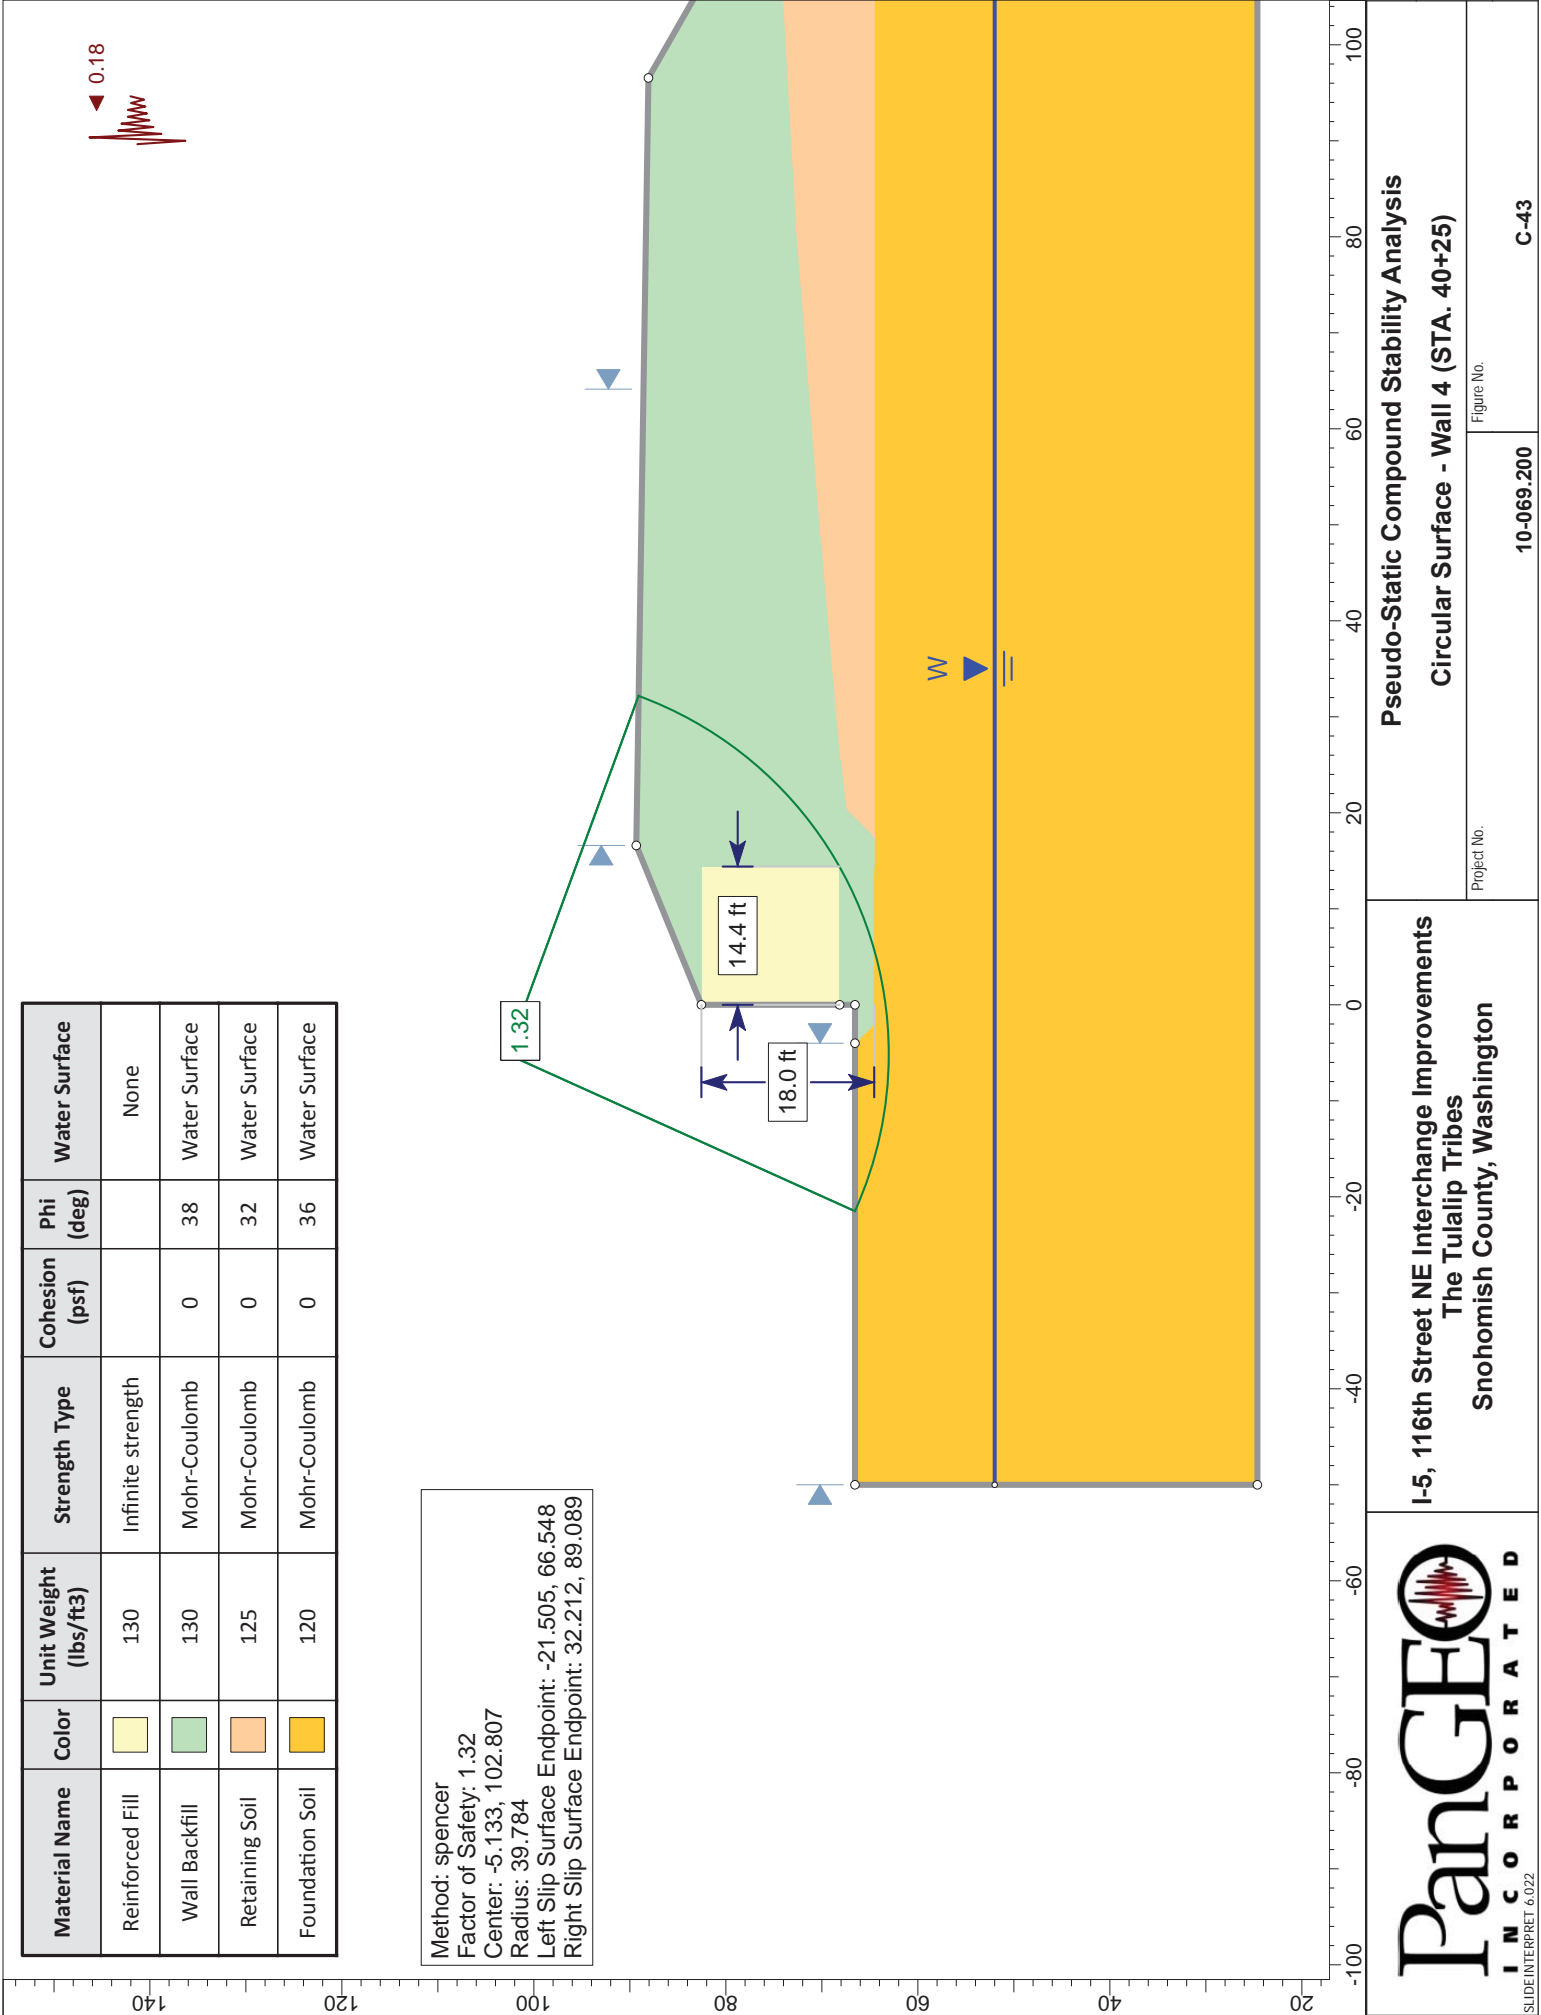 Material Name Color Unit Weight (lbs/ft3) Strength Type Cohesion (psf) Phi (deg) Water Surface
Reinforced Fill 130 Infinite strength None
Wall Backfill 130 Mohr-Coulomb 0 38 Water Surface
Retaining Soil 125 Mohr-Coulomb 0 32 Water Surface
Foundation Soil 120 Mohr-Coulomb 0 36 Water Surface
0.18
Method: spencer
Factor of Safety: 1.32
Center: -5.133, 102.807
Radius: 39.784
Left Slip Surface Endpoint: -21.505, 66.548
Right Slip Surface Endpoint: 32.212, 89.089
1.32
14.4 ft
18.0 ft
W
140
120
100
80
60
40
20
-100 -80 -60 -40 -20 0 20 40 60 80 100
PanGEO
INCORPORATED
SLIDEINTERPRET 6.022
I-5, 116th Street NE Interchange Improvements
The Tulalip Tribes
Snohomish County, Washington
Pseudo-Static Compound Stability Analysis
Circular Surface - Wall 4 (STA. 40+25)
Project No.
10-069.200
Figure No.
C-43